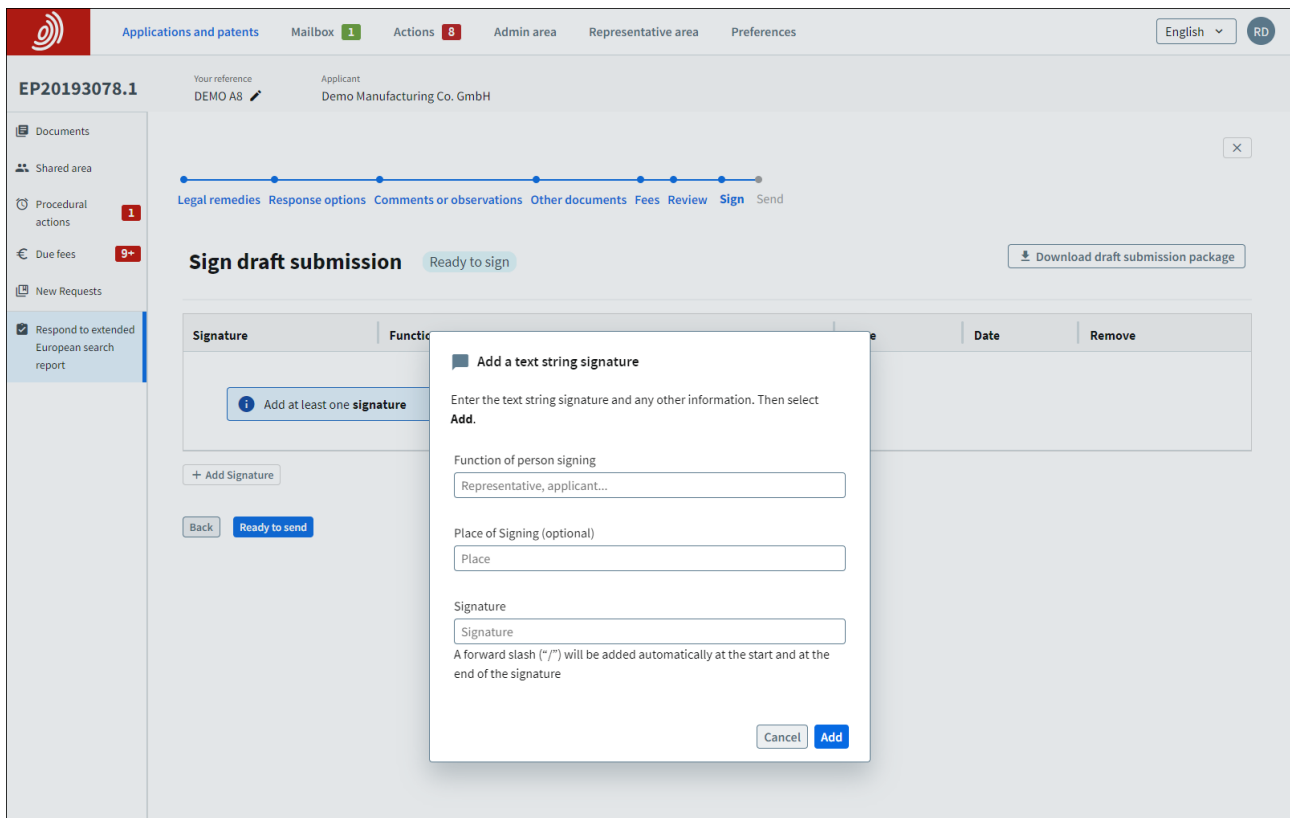 Applications and patents Mailbox 1 Actions 8 Admin area Representative area Preferences English RD
EP20193078.1
Your reference Applicant
DEMO A8 Demo Manufacturing Co. GmbH
Documents
Shared area
Procedural actions 1
Due fees 9+
New Requests
Respond to extended
European search
report
Legal remedies Response options Comments or observations Other documents Fees Review Sign Send
Sign draft submission Ready to sign Download draft submission package
Signature Functio e Date Remove
Add at least one signature
+ Add Signature
Back Ready to send
Add a text string signature
Enter the text string signature and any other information. Then select
Add.
Function of person signing
Representative, applicant...
Place of Signing (optional)
Place
Signature
Signature
A forward slash (“/”) will be added automatically at the start and at the
end of the signature
Cancel Add